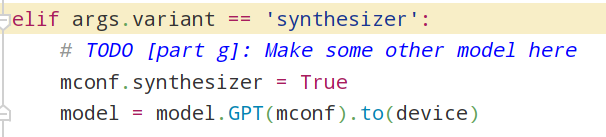 elif args.variant == 'synthesizer':
# TODO [part g]: Make some other model here
mconf.synthesizer = True
model = model.GPT(mconf).to(device)